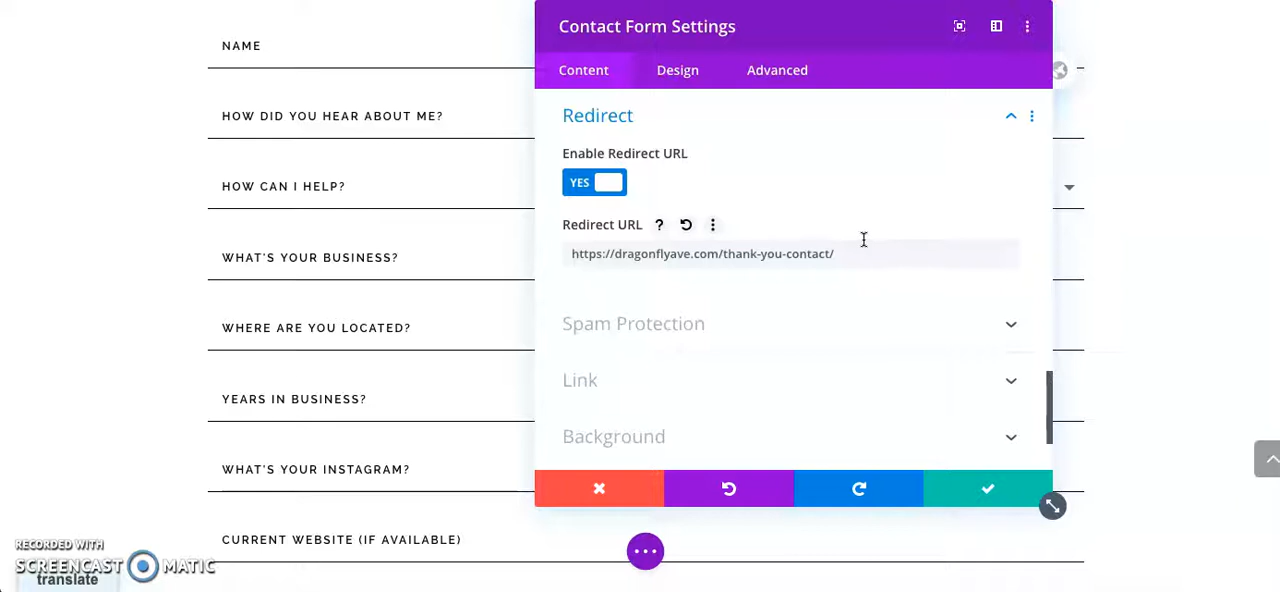 NAME
HOW DID YOU HEAR ABOUT ME?
HOW CAN I HELP?
WHAT'S YOUR BUSINESS?
WHERE ARE YOU LOCATED?
YEARS IN BUSINESS?
WHAT'S YOUR INSTAGRAM?
CURRENT WEBSITE (IF AVAILABLE)
Contact Form Settings
Content Design Advanced
Redirect
Enable Redirect URL
YES
Redirect URL ?
https://dragonflyave.com/thank-you-contact/
Spam Protection
Link
Background
RECORDED WITH
SCREENCAST MATIC
translate